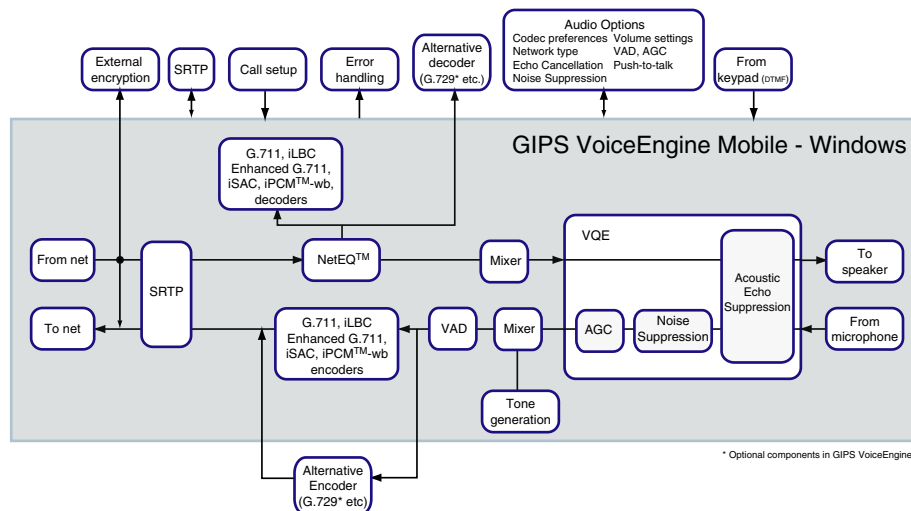 Audio Options
Codec preferences Volume settings
Network type VAD, AGC
Echo Cancellation Push-to-talk
Noise Suppression
External
encryption
SRTP
Call setup
Error
handling
Alternative
decoder
(G.729* etc.)
From
keypad (DTMF)
GIPS VoiceEngine Mobile - Windows
G.711, iLBC
Enhanced G.711,
iSAC, iPCM™-wb,
decoders
VQE
From net
SRTP
NetEQ™
Mixer
Acoustic
Echo
Suppression
To
speaker
To net
G.711, iLBC
Enhanced G.711,
iSAC, iPCM™-wb
encoders
VAD
Mixer
AGC
Noise
Suppression
From
microphone
Tone
generation
Alternative
Encoder
(G.729* etc)
* Optional components in GIPS VoiceEngine